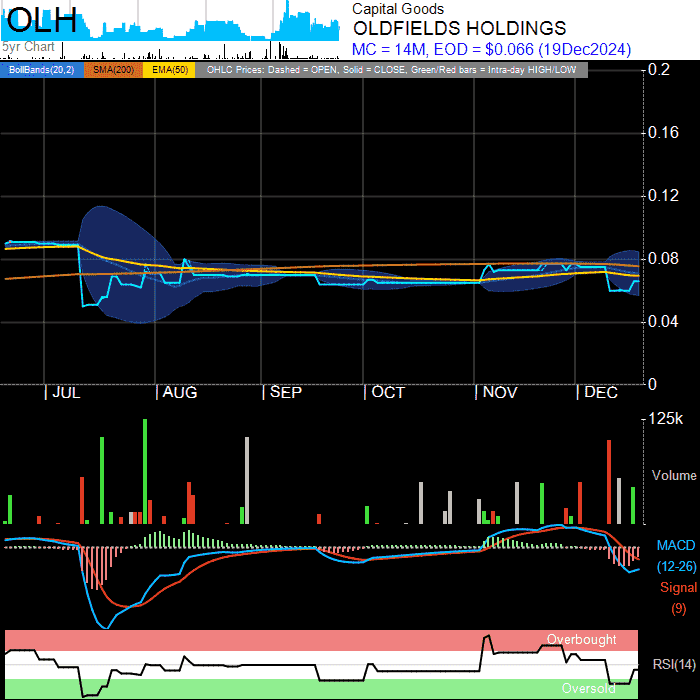 OLH
5yr Chart
Capital Goods
OLDFIELDS HOLDINGS
MC = 14M, EOD = $0.066 (19Dec2024)
BollBands(20,2) SMA(200) EMA(50) OHLC Prices: Dashed = OPEN, Solid = CLOSE, Green/Red bars = Intra-day HIGH/LOW
0.2
0.16
0.12
0.08
0.04
0
JUL AUG SEP OCT NOV DEC
125k
Volume
MACD
(12-26)
Signal
(9)
Overbought
RSI(14)
Oversold